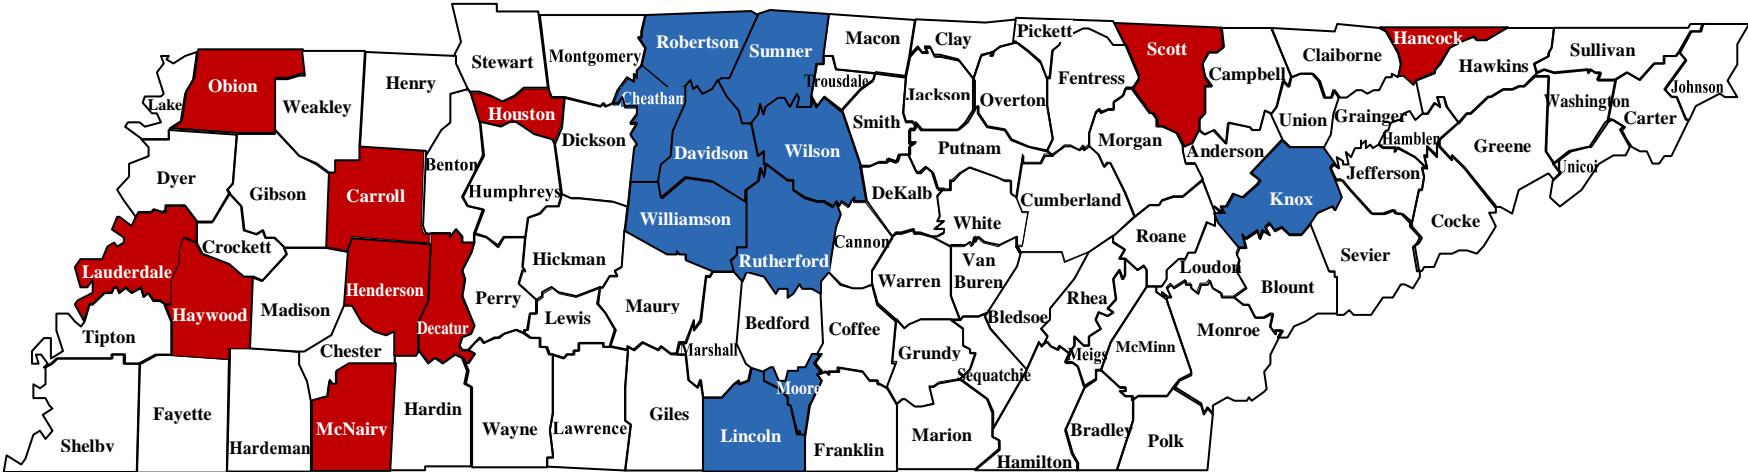 Pickett
Macon
Clay
Scott
Hancock
Robertson
Sumner
Montgomery
Stewart
Claiborne
Sullivan
Hawkins
Obion
Henry
Weakley
Lake
Trousdale
Fentress
Campbell
Johnson
Cheatham
Jackson
Overton
Washington
Houston
Smith
Union
Grainger
Carter
Dickson
Davidson
Wilson
Putnam
Morgan
Anderson
Hamblen
Greene
Benton
Jefferson
Unicoi
Dyer
Gibson
Carroll
Humphreys
DeKalb
Cumberland
Knox
Williamson
White
Cocke
Crockett
Cannon
Roane
Hickman
Rutherford
Van
Buren
Sevier
Lauderdale
Henderson
Warren
Loudon
Blount
Perry
Rhea
Haywood
Madison
Maury
Lewis
Bledsoe
Tipton
Decatur
Bedford
Coffee
Monroe
Chester
Marshall
Grundy
Meigs
McMinn
Sequatchie
Moore
Fayette
Hardin
Giles
Shelby
Hardeman
McNairy
Wayne
Lawrence
Lincoln
Franklin
Marion
Bradley
Polk
Hamilton